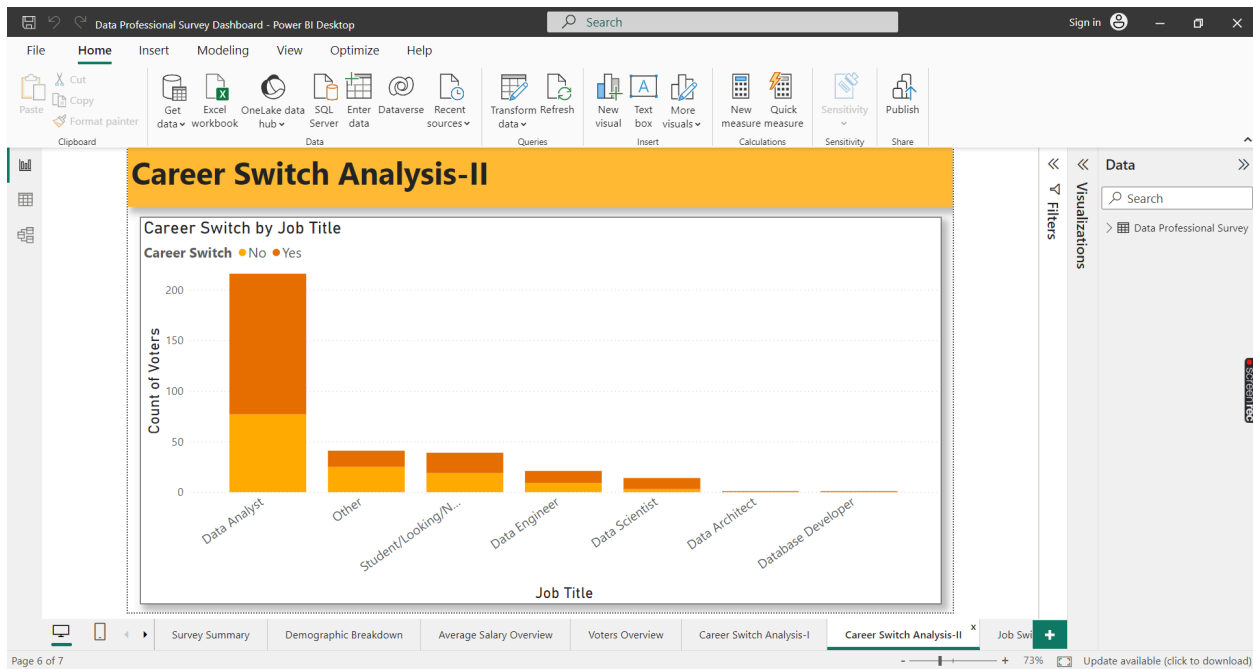 Data Professional Survey Dashboard - Power BI Desktop
Search
Sign in
File Home Insert Modeling View Optimize Help
Paste
Cut
Copy
Format painter
Clipboard
Get data
Excel workbook
OneLake data hub
SQL Server
Enter data
Dataverse
Recent sources
Data
Transform data
Refresh
Queries
New visual
Text box
More visuals
Insert
New measure
Quick measure
Calculations
Sensitivity
Sensitivity
Publish
Share
Career Switch Analysis-II
Career Switch by Job Title
Career Switch No Yes
Count of Voters
200
150
100
50
0
Data Analyst
Other
Student/Looking/N...
Data Engineer
Data Scientist
Data Architect
Database Developer
Job Title
Filters
Visualizations
Data
Search
Data Professional Survey
screenrec
Survey Summary
Demographic Breakdown
Average Salary Overview
Voters Overview
Career Switch Analysis-I
Career Switch Analysis-II
x
Job Swi
+
Page 6 of 7
- + 73%
Update available (click to download)